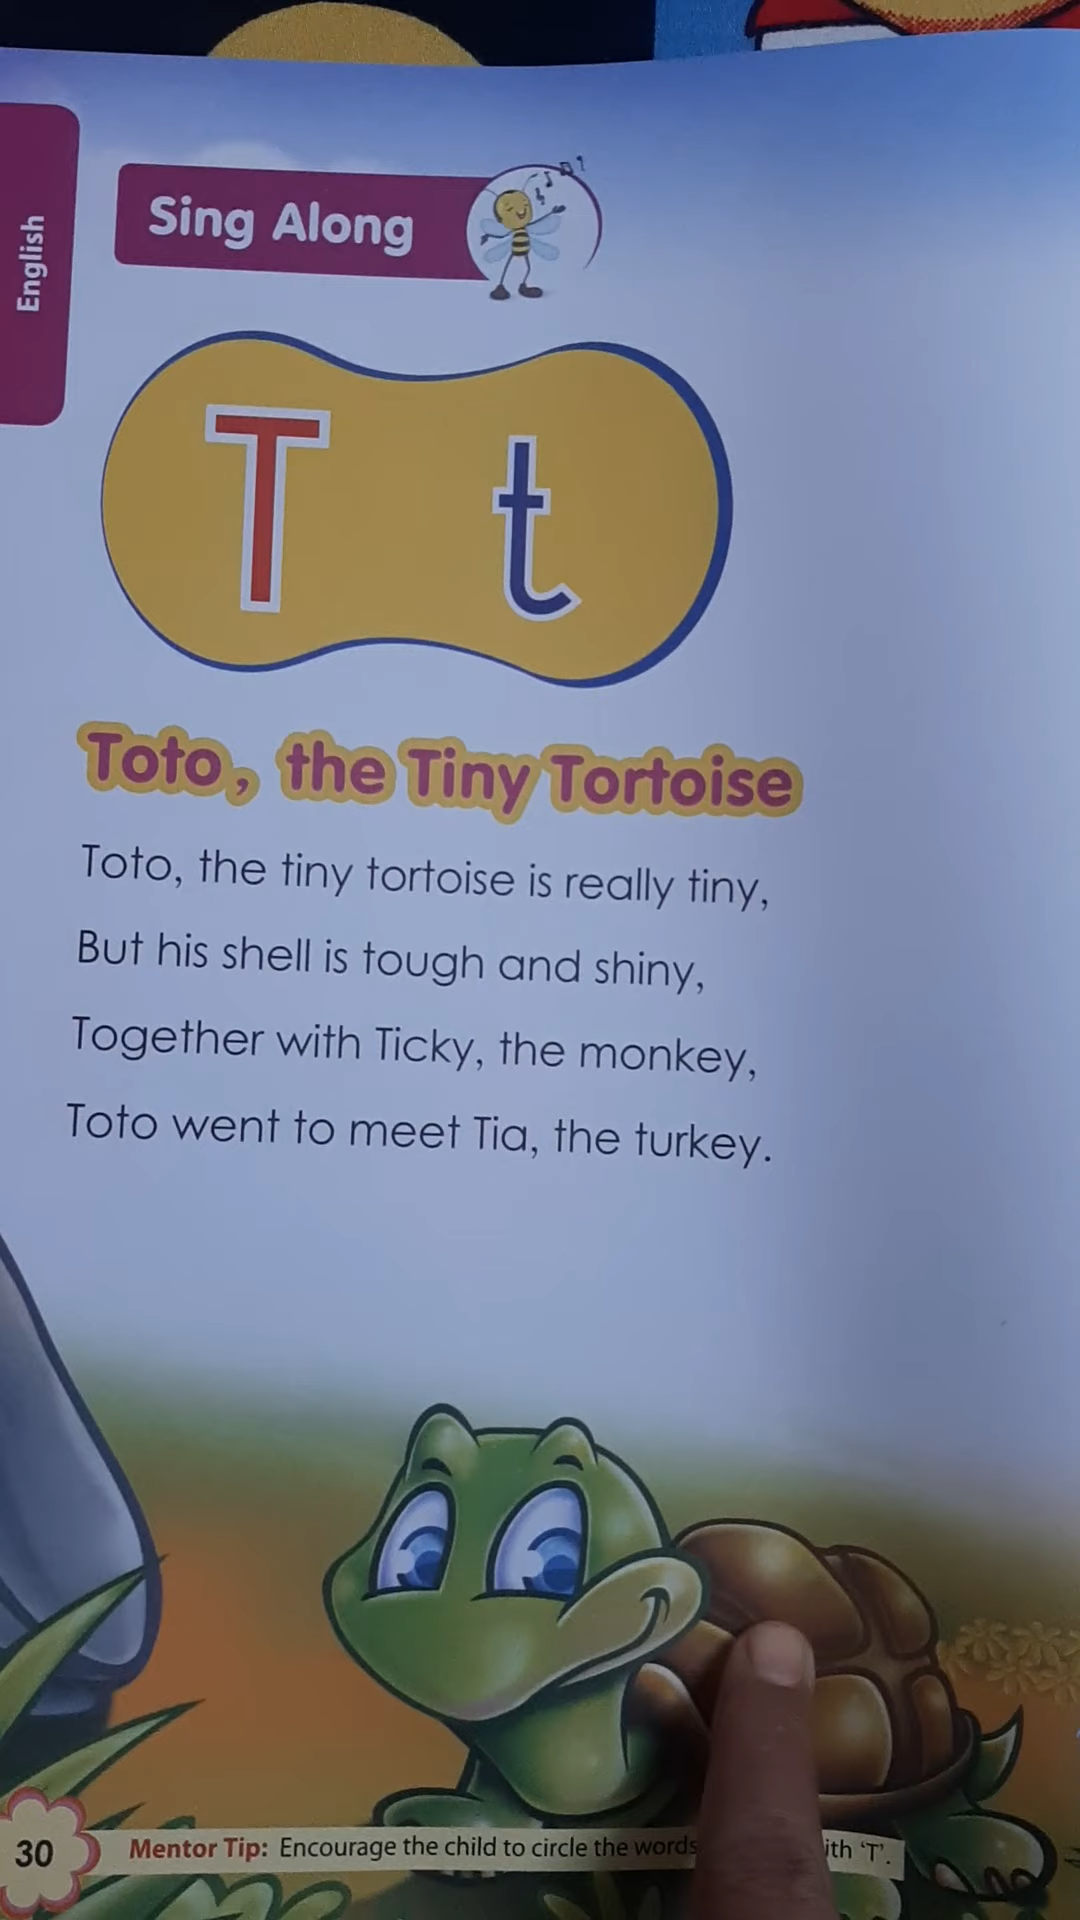 English
Sing Along
T t
Toto, the Tiny Tortoise
Toto, the tiny tortoise is really tiny,
But his shell is tough and shiny,
Together with Ticky, the monkey,
Toto went to meet Tia, the turkey.
30
Mentor Tip: Encourage the child to circle the words ith 'T'.